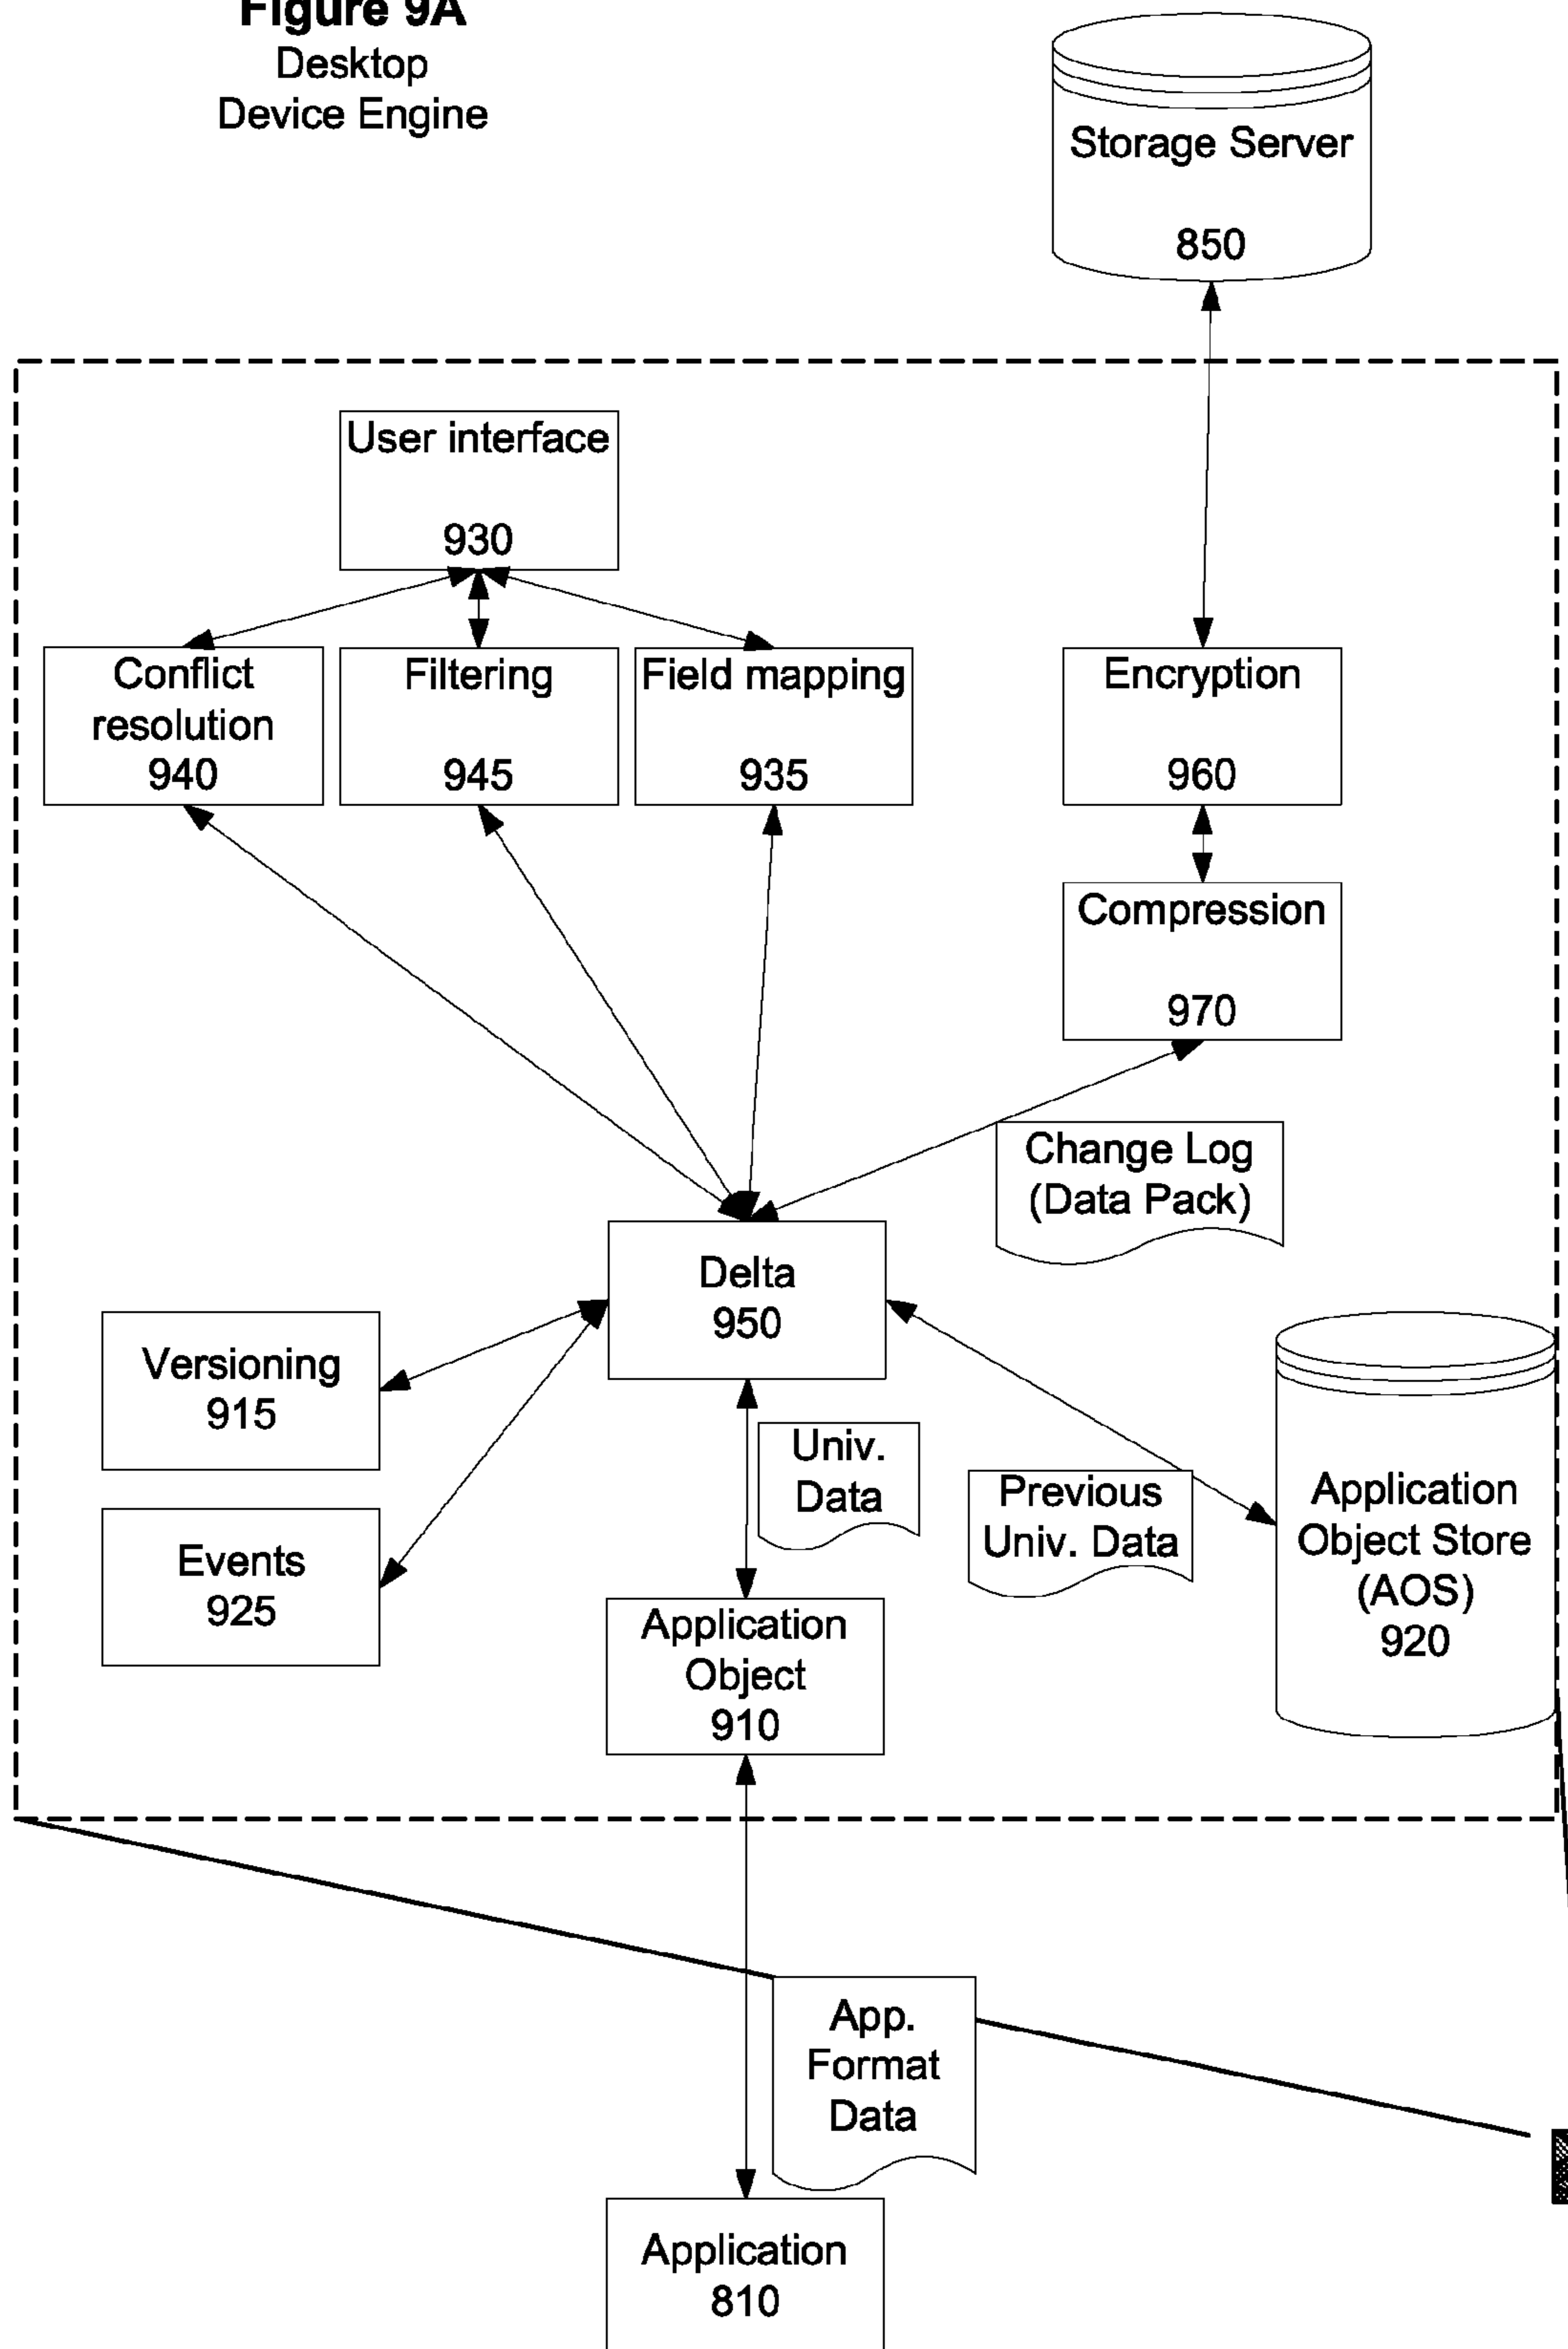 Figure 9A
Desktop
Device Engine
Storage Server
850
User interface
930
Conflict
resolution
940
Filtering
945
Field mapping
935
Encryption
960
Compression
970
Change Log
(Data Pack)
Delta
950
Versioning
915
Events
925
Univ.
Data
Previous
Univ. Data
Application
Object Store
(AOS)
920
Application
Object
910
App.
Format
Data
Application
810